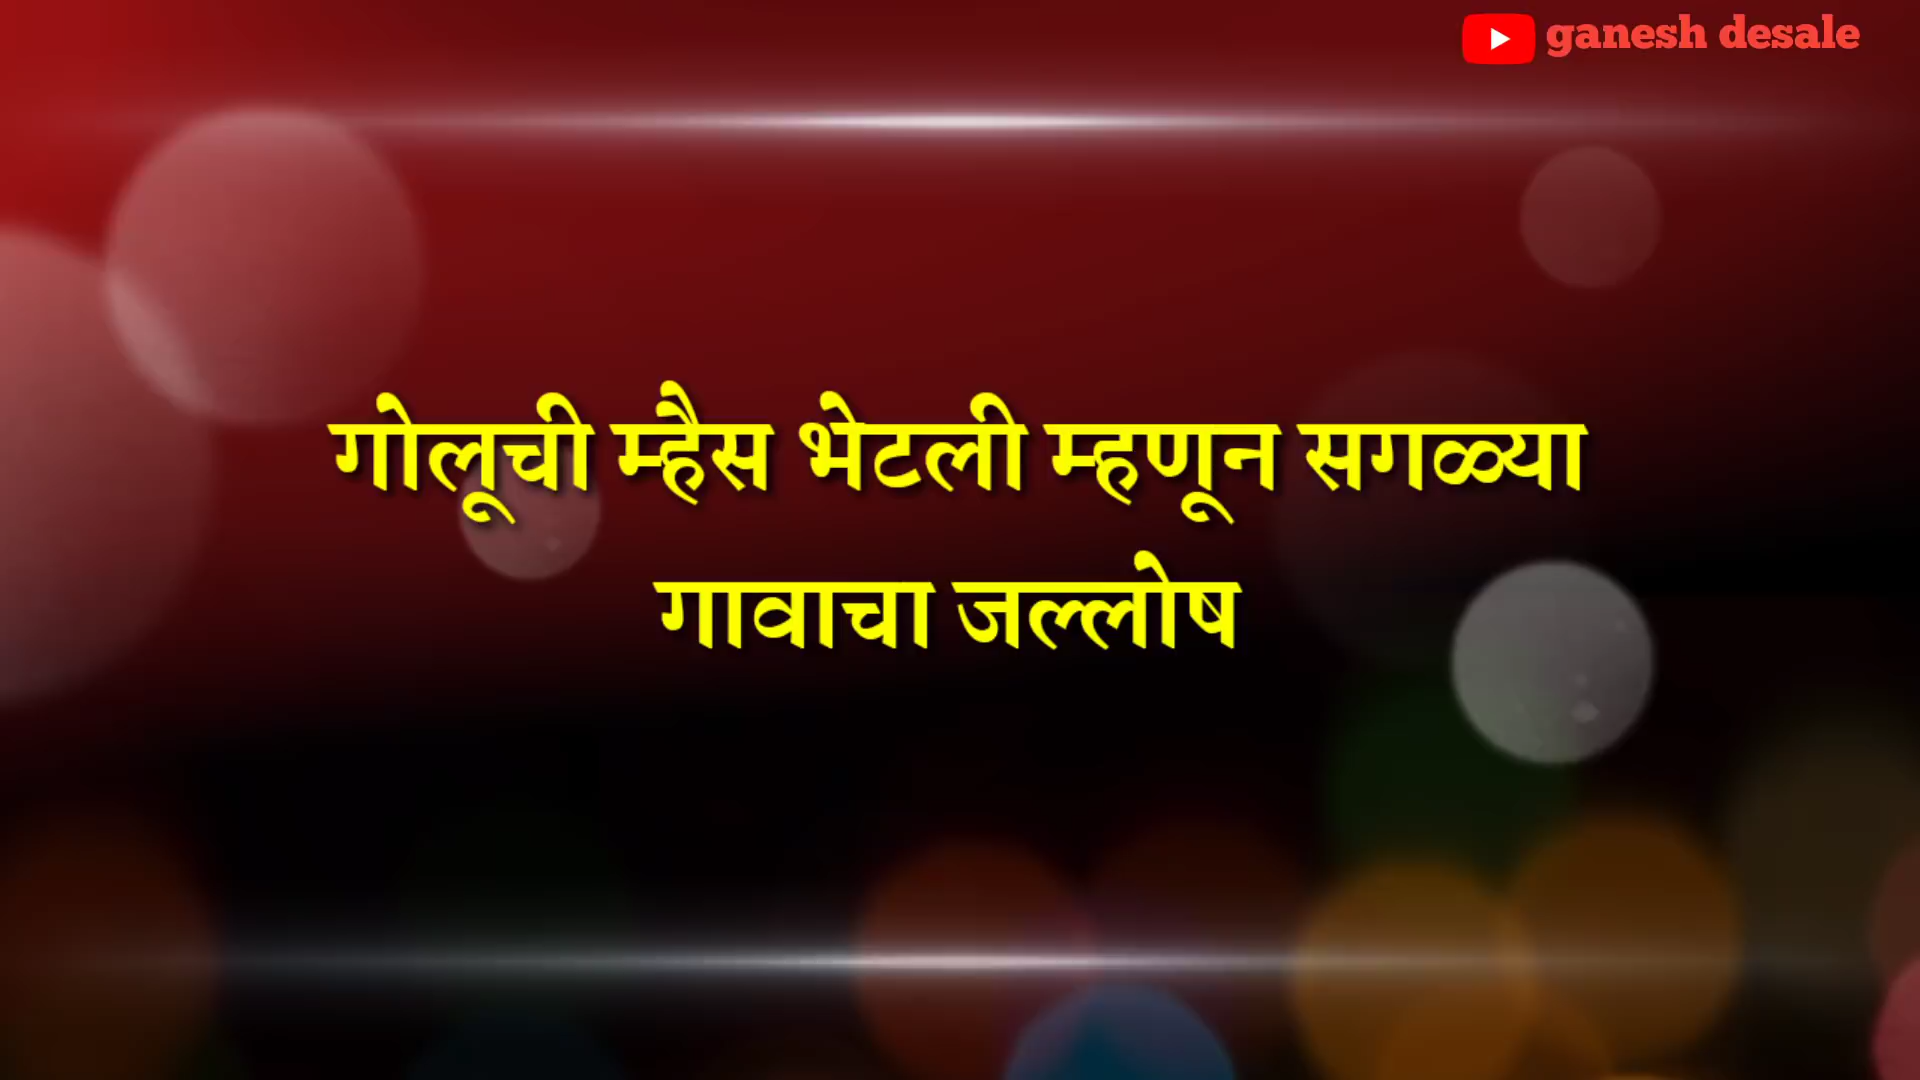 ganesh desale
गोलूची म्हैस भेटली म्हणून सगळ्या
गावाचा जल्लोष